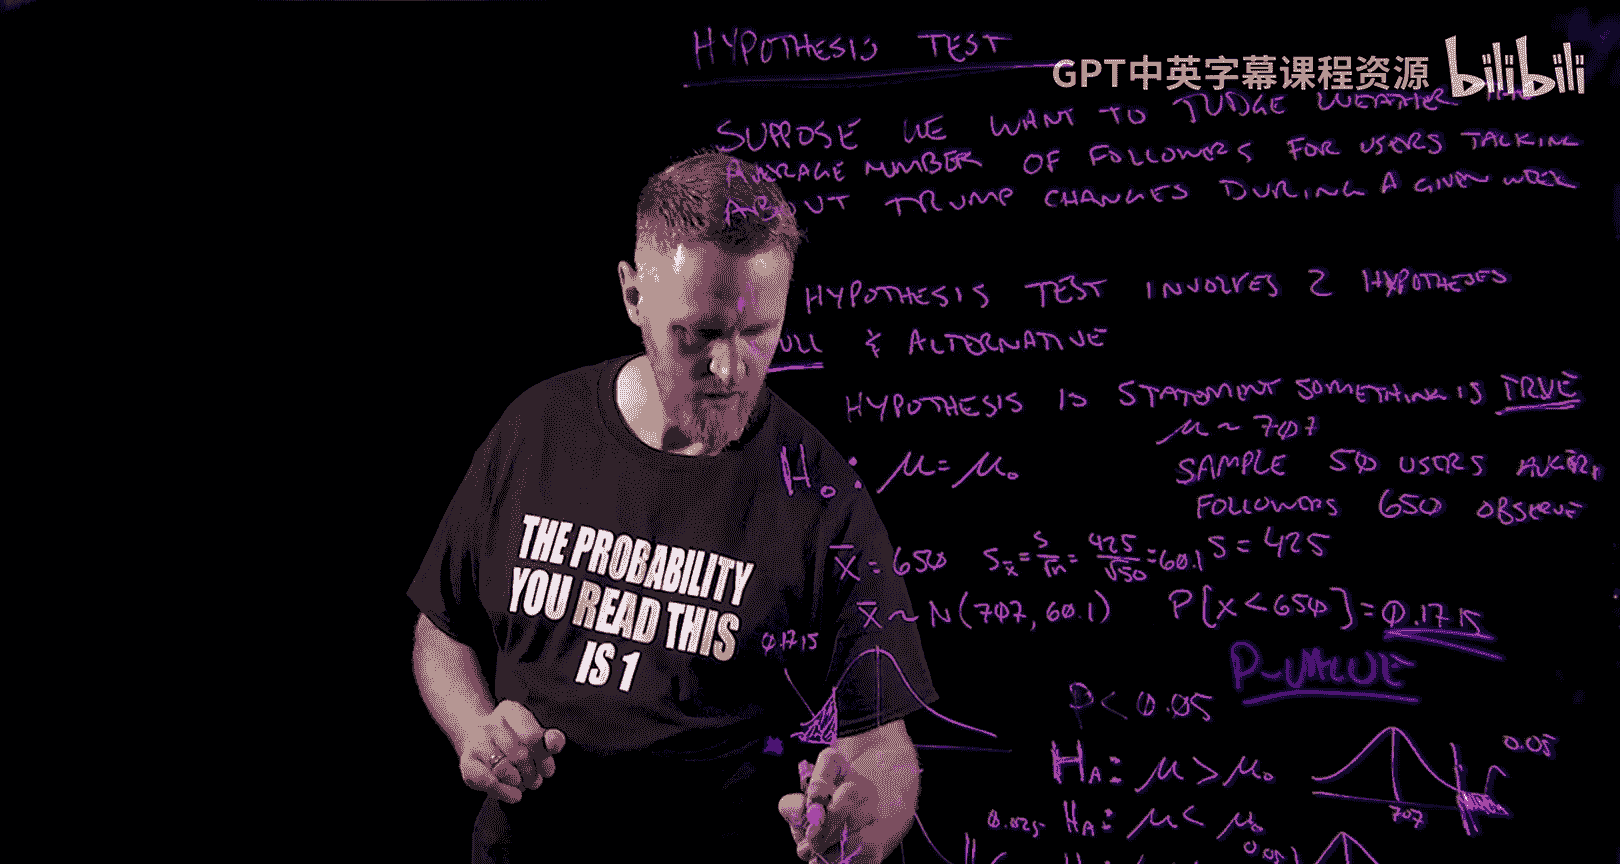 HYPOTHESIS TEST
GPT中英字幕课程资源 bilibili
SUPPOSE WE WANT TO JUDGE WEATHER
AVERAGE NUMBER OF FOLLOWERS FOR USERS TALKING
ABOUT TRUMP CHANGES DURING A GIVEN WEEK
HYPOTHESIS TEST INVOLVES 2 HYPOTHESES
ULL & ALTERNATIVE
HYPOTHESIS IS STATEMENT SOMETHING IS TRUE
μ ~ 707
H₀: μ = μ₀
SAMPLE 50 USERS
FOLLOWERS 650 OBSERVE
x̄ = 650 s_x̄ = s/√n = 425/√50 = 60.1 S = 425
x̄ ~ N(707, 60.1) P[X < 650] = 0.1715
THE PROBABILITY
YOU READ THIS
IS 1
0.1715
P-VALUE
P < 0.05
H_A: μ > μ₀
0.05
707
0.025 H_A: μ < μ₀
0.05